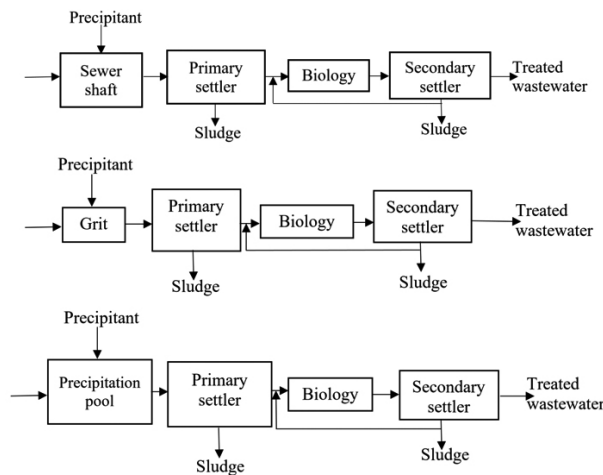 Precipitant
Sewer
shaft
Primary
settler
Biology
Secondary
settler
Treated
wastewater
Sludge
Sludge
Precipitant
Grit
Primary
settler
Biology
Secondary
settler
Treated
wastewater
Sludge
Sludge
Precipitant
Precipitation
pool
Primary
settler
Biology
Secondary
settler
Treated
wastewater
Sludge
Sludge